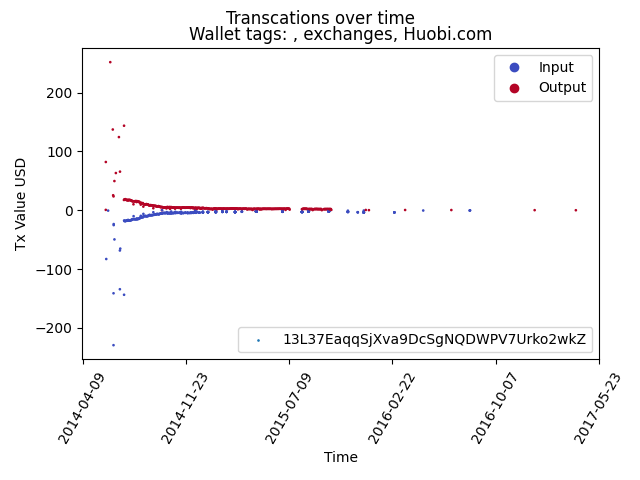 Transcations over time
Wallet tags: , exchanges, Huobi.com
Input
Output
Tx Value USD
200
100
0
−100
−200
13L37EaqqSjXva9DcSgNQDWPV7Urko2wkZ
2014-04-09
2014-11-23
2015-07-09
2016-02-22
2016-10-07
2017-05-23
Time